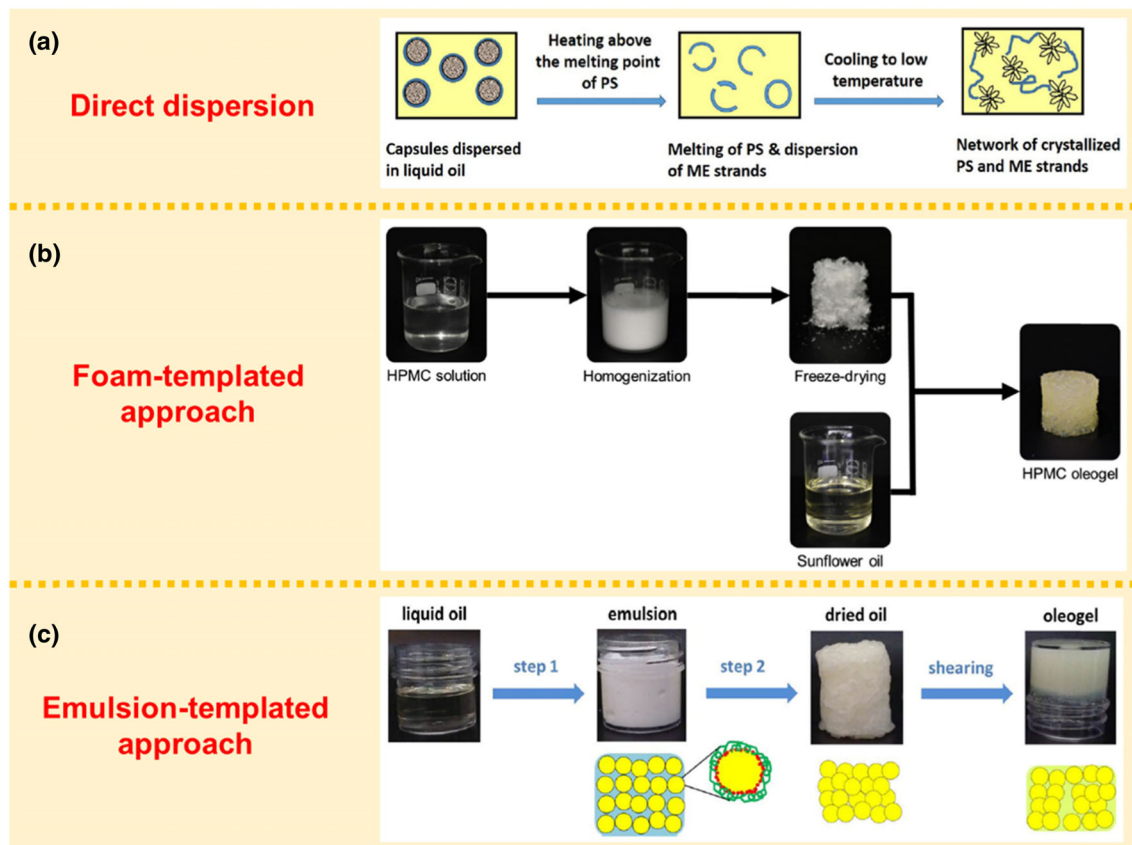 (a)
Direct dispersion
Heating above
the melting point
of PS
Cooling to low
temperature
Capsules dispersed
in liquid oil
Melting of PS & dispersion
of ME strands
Network of crystallized
PS and ME strands
(b)
Foam-templated
approach
HPMC solution
Homogenization
Freeze-drying
Sunflower oil
HPMC oleogel
(c)
Emulsion-templated
approach
liquid oil
emulsion
dried oil
oleogel
step 1
step 2
shearing